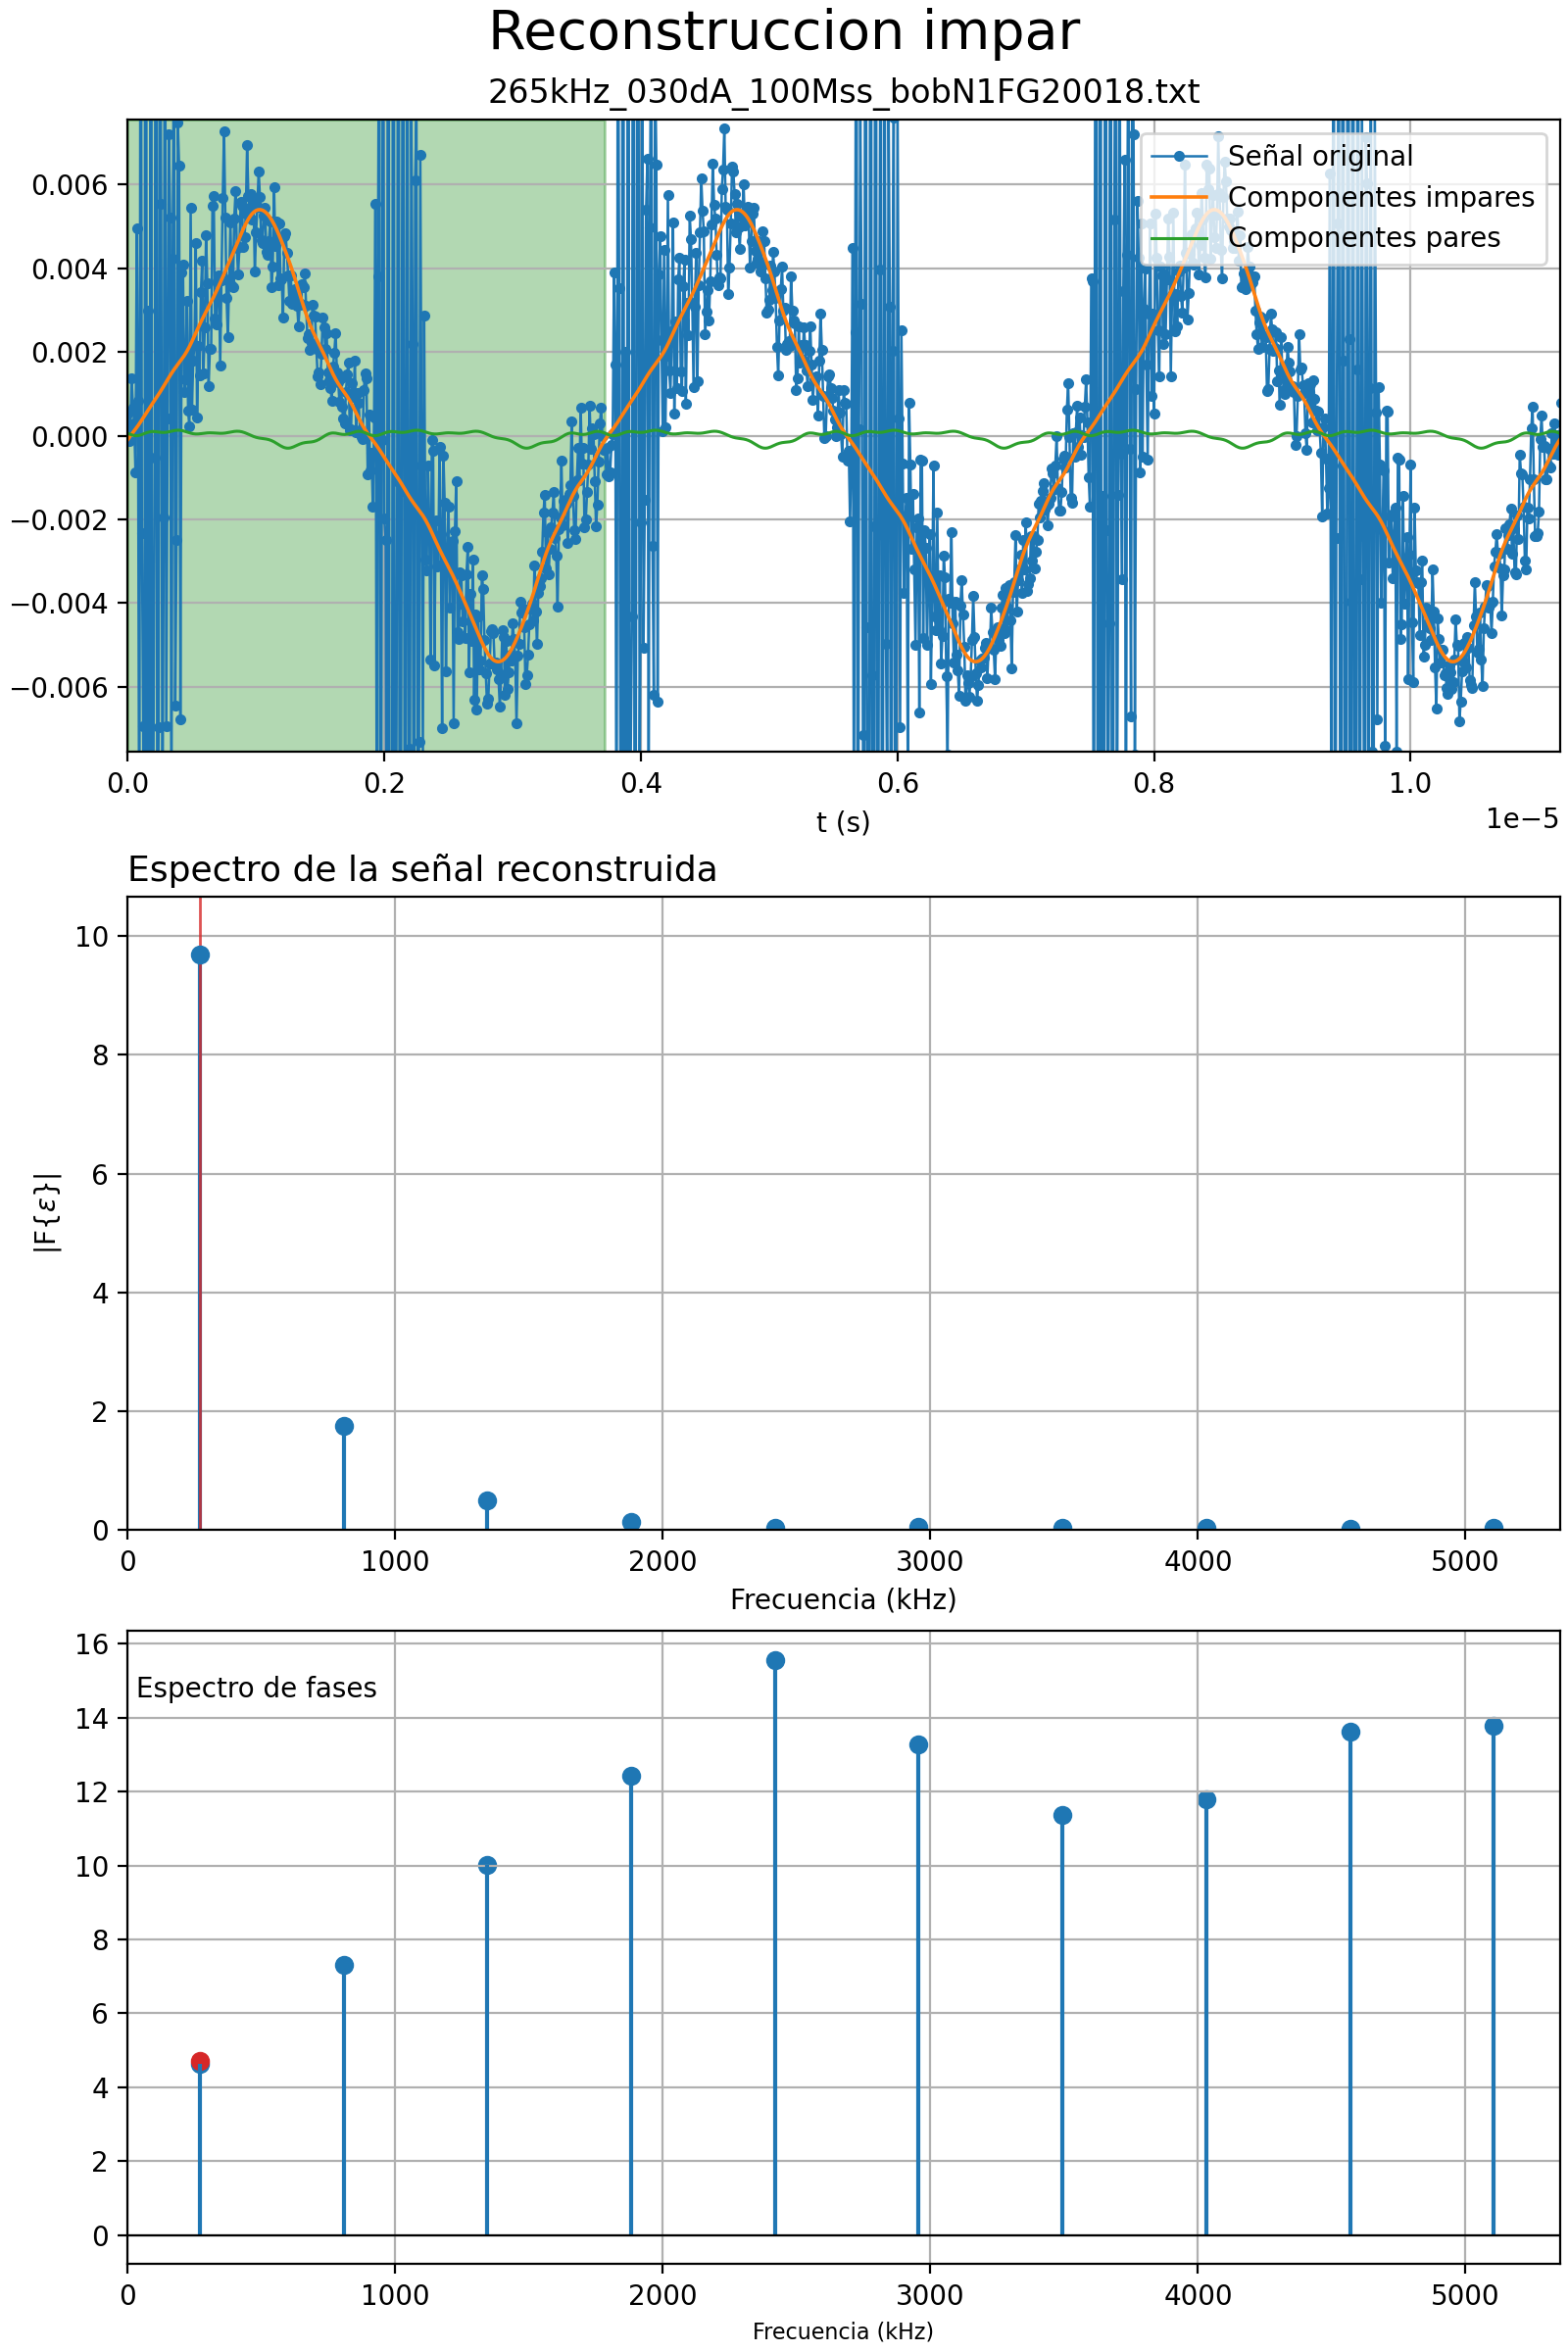 Reconstruccion impar
265kHz_030dA_100Mss_bobN1FG20018.txt
Señal original
Componentes impares
Componentes pares
0.006
0.004
0.002
0.000
−0.002
−0.004
−0.006
0.0 0.2 0.4 0.6 0.8 1.0
t (s)
1e−5
Espectro de la señal reconstruida
10
8
6
4
2
0
|F{ε}|
0 1000 2000 3000 4000 5000
Frecuencia (kHz)
16
Espectro de fases
14
12
10
8
6
4
2
0
0 1000 2000 3000 4000 5000
Frecuencia (kHz)